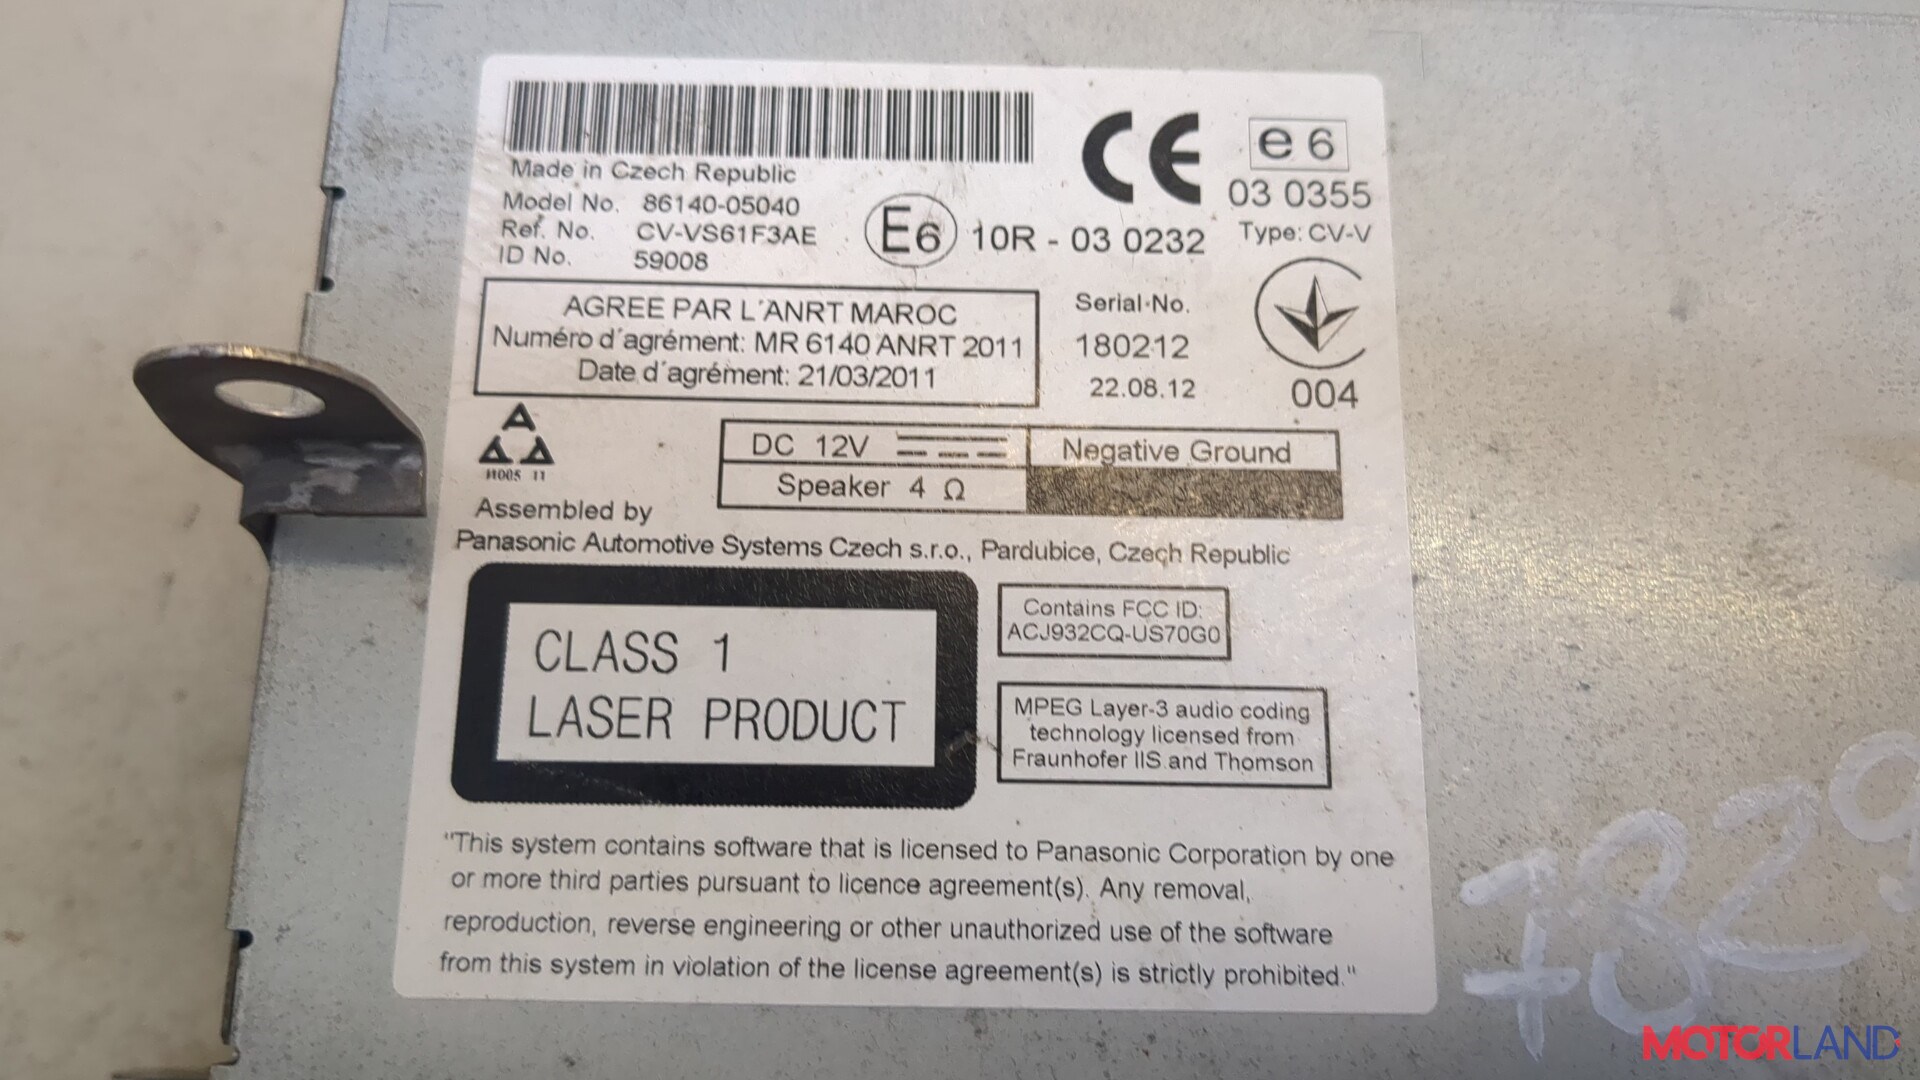 Made in Czech Republic
Model No. 86140-05040
Ref. No. CV-VS61F3AE
ID No. 59008
E6 10R - 03 0232
CE
e6
03 0355
Type: CV-V
AGREE PAR L´ANRT MAROC
Numéro d´agrément: MR 6140 ANRT 2011
Date d´agrément: 21/03/2011
Serial No.
180212
22.08.12
004
A
DC 12V
Negative Ground
Speaker 4 Ω
Assembled by
Panasonic Automotive Systems Czech s.r.o., Pardubice, Czech Republic
CLASS 1
LASER PRODUCT
Contains FCC ID:
ACJ932CQ-US70G0
MPEG Layer-3 audio coding
technology licensed from
Fraunhofer IIS and Thomson
"This system contains software that is licensed to Panasonic Corporation by one
or more third parties pursuant to licence agreement(s). Any removal,
reproduction, reverse engineering or other unauthorized use of the software
from this system in violation of the license agreement(s) is strictly prohibited."
7829
MOTORLAND